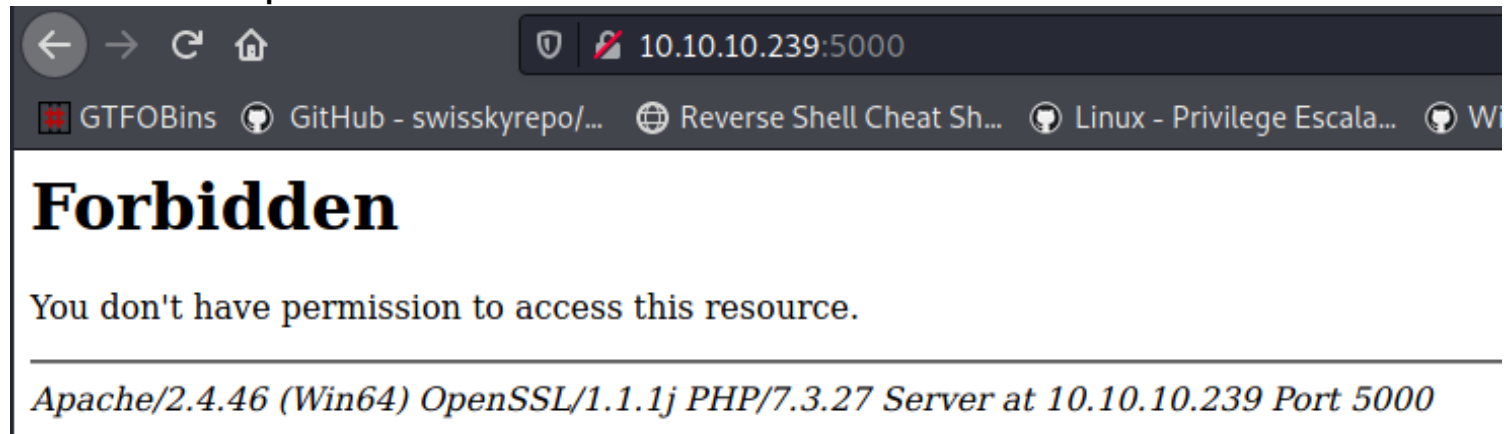 10.10.10.239:5000
GTFOBins GitHub - swisskyrepo/... Reverse Shell Cheat Sh... Linux - Privilege Escala... Wi
Forbidden
You don't have permission to access this resource.
Apache/2.4.46 (Win64) OpenSSL/1.1.1j PHP/7.3.27 Server at 10.10.10.239 Port 5000